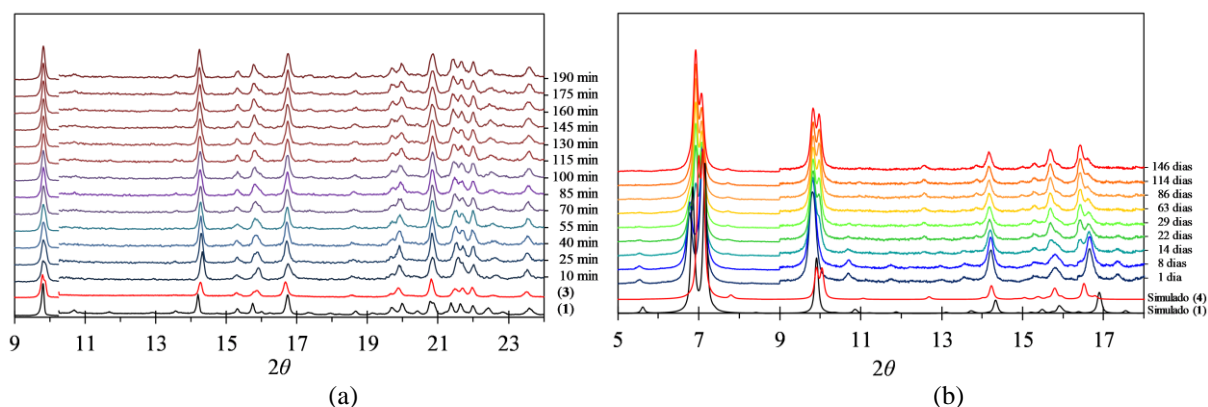 190 min
175 min
160 min
145 min
130 min
115 min
100 min
85 min
70 min
55 min
40 min
25 min
10 min
(3)
(1)
9 11 13 15 17 19 21 23
2θ
(a)
146 dias
114 dias
86 dias
63 dias
29 dias
22 dias
14 dias
8 dias
1 dia
Simulado (4)
Simulado (1)
5 7 9 11 13 15 17
2θ
(b)